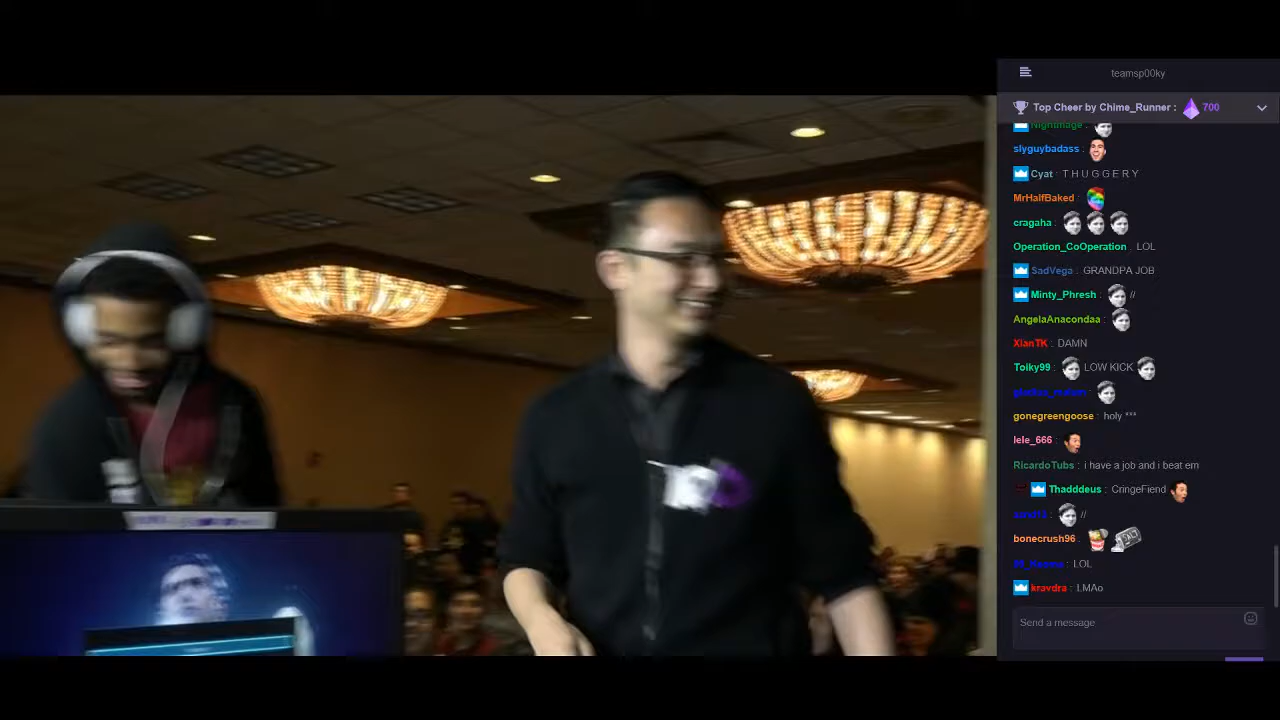 teamsp00ky
Top Cheer by Chime_Runner : 700
Nightmage :
slyguybadass :
Cyat : T H U G G E R Y
MrHalfBaked :
cragaha :
Operation_CoOperation : LOL
SadVega : GRANDPA JOB
Minty_Phresh : //
AngelaAnacondaa :
XianTK : DAMN
Toiky99 : LOW KICK
gonegreengoose : holy ***
lele_666 :
RicardoTubs : i have a job and i beat em
Thadddeus : CringeFiend
//
bonecrush96 :
: LOL
kravdra : LMAo
Send a message